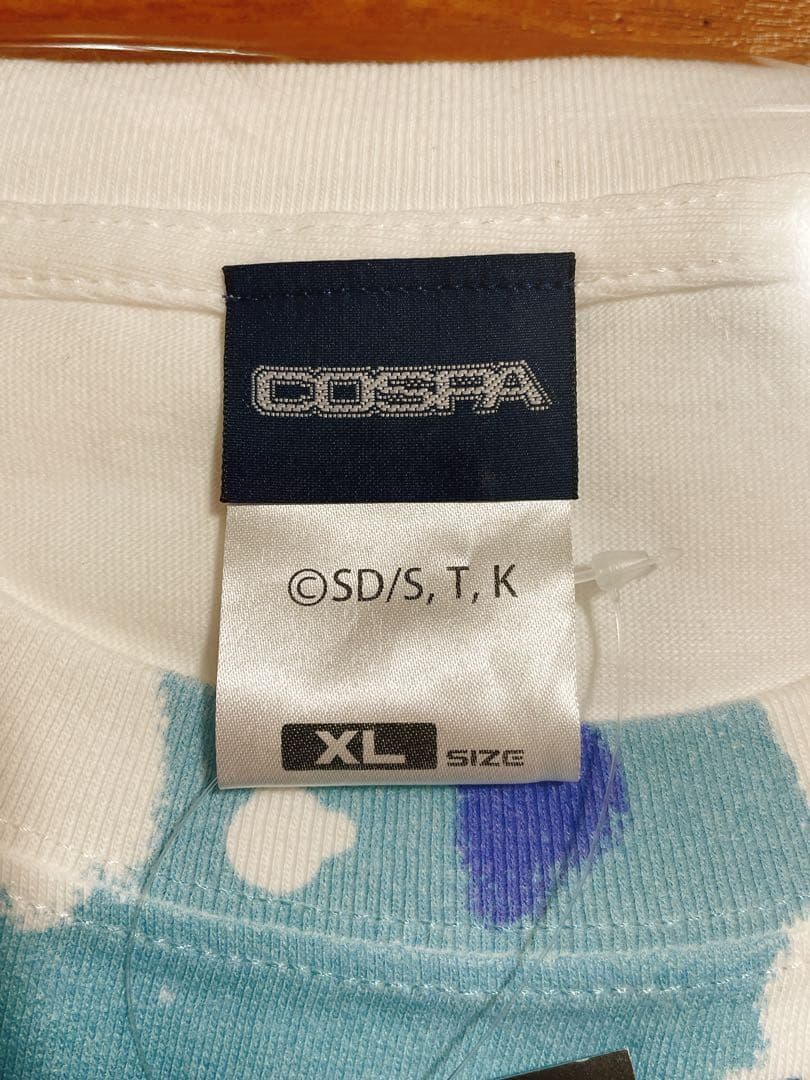 COSPA
©SD/S, T, K
XL SIZE